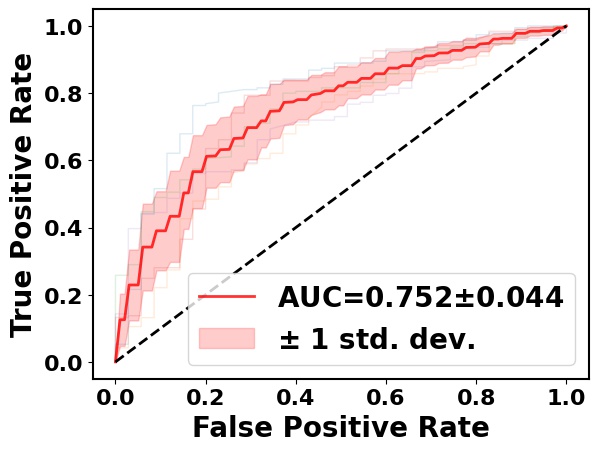 True Positive Rate
1.0
0.8
0.6
0.4
0.2
0.0
AUC=0.752±0.044
± 1 std. dev.
0.0 0.2 0.4 0.6 0.8 1.0
False Positive Rate